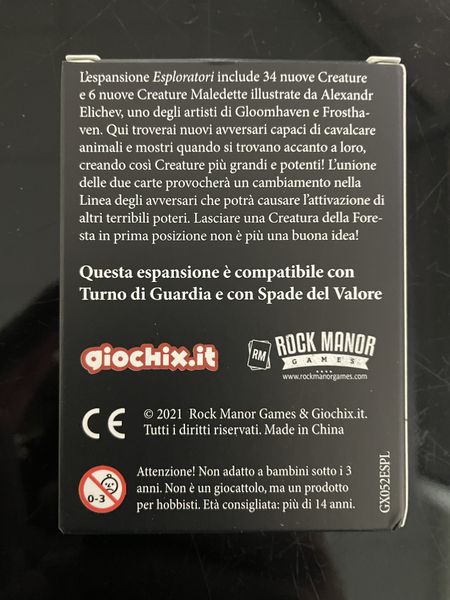 L'espansione Esploratori include 34 nuove Creature
e 6 nuove Creature Maledette illustrate da Alexandr
Elichev, uno degli artisti di Gloomhaven e Frostha-
ven. Qui troverai nuovi avversari capaci di cavalcare
animali e mostri quando si trovano accanto a loro,
creando così Creature più grandi e potenti! L'unione
delle due carte provocherà un cambiamento nella
Linea degli avversari che potrà causare l'attivazione di
altri terribili poteri. Lasciare una Creatura della Fore-
sta in prima posizione non è più una buona idea!
Questa espansione è compatibile con
Turno di Guardia e con Spade del Valore
giochix.it
RM
ROCK MANOR
GAMES
www.rockmanorgames.com
CE
© 2021 Rock Manor Games & Giochix.it.
Tutti i diritti riservati. Made in China
0-3
Attenzione! Non adatto a bambini sotto i 3
anni. Non è un giocattolo, ma un prodotto
per hobbisti. Età consigliata: più di 14 anni.
GX052ESPL